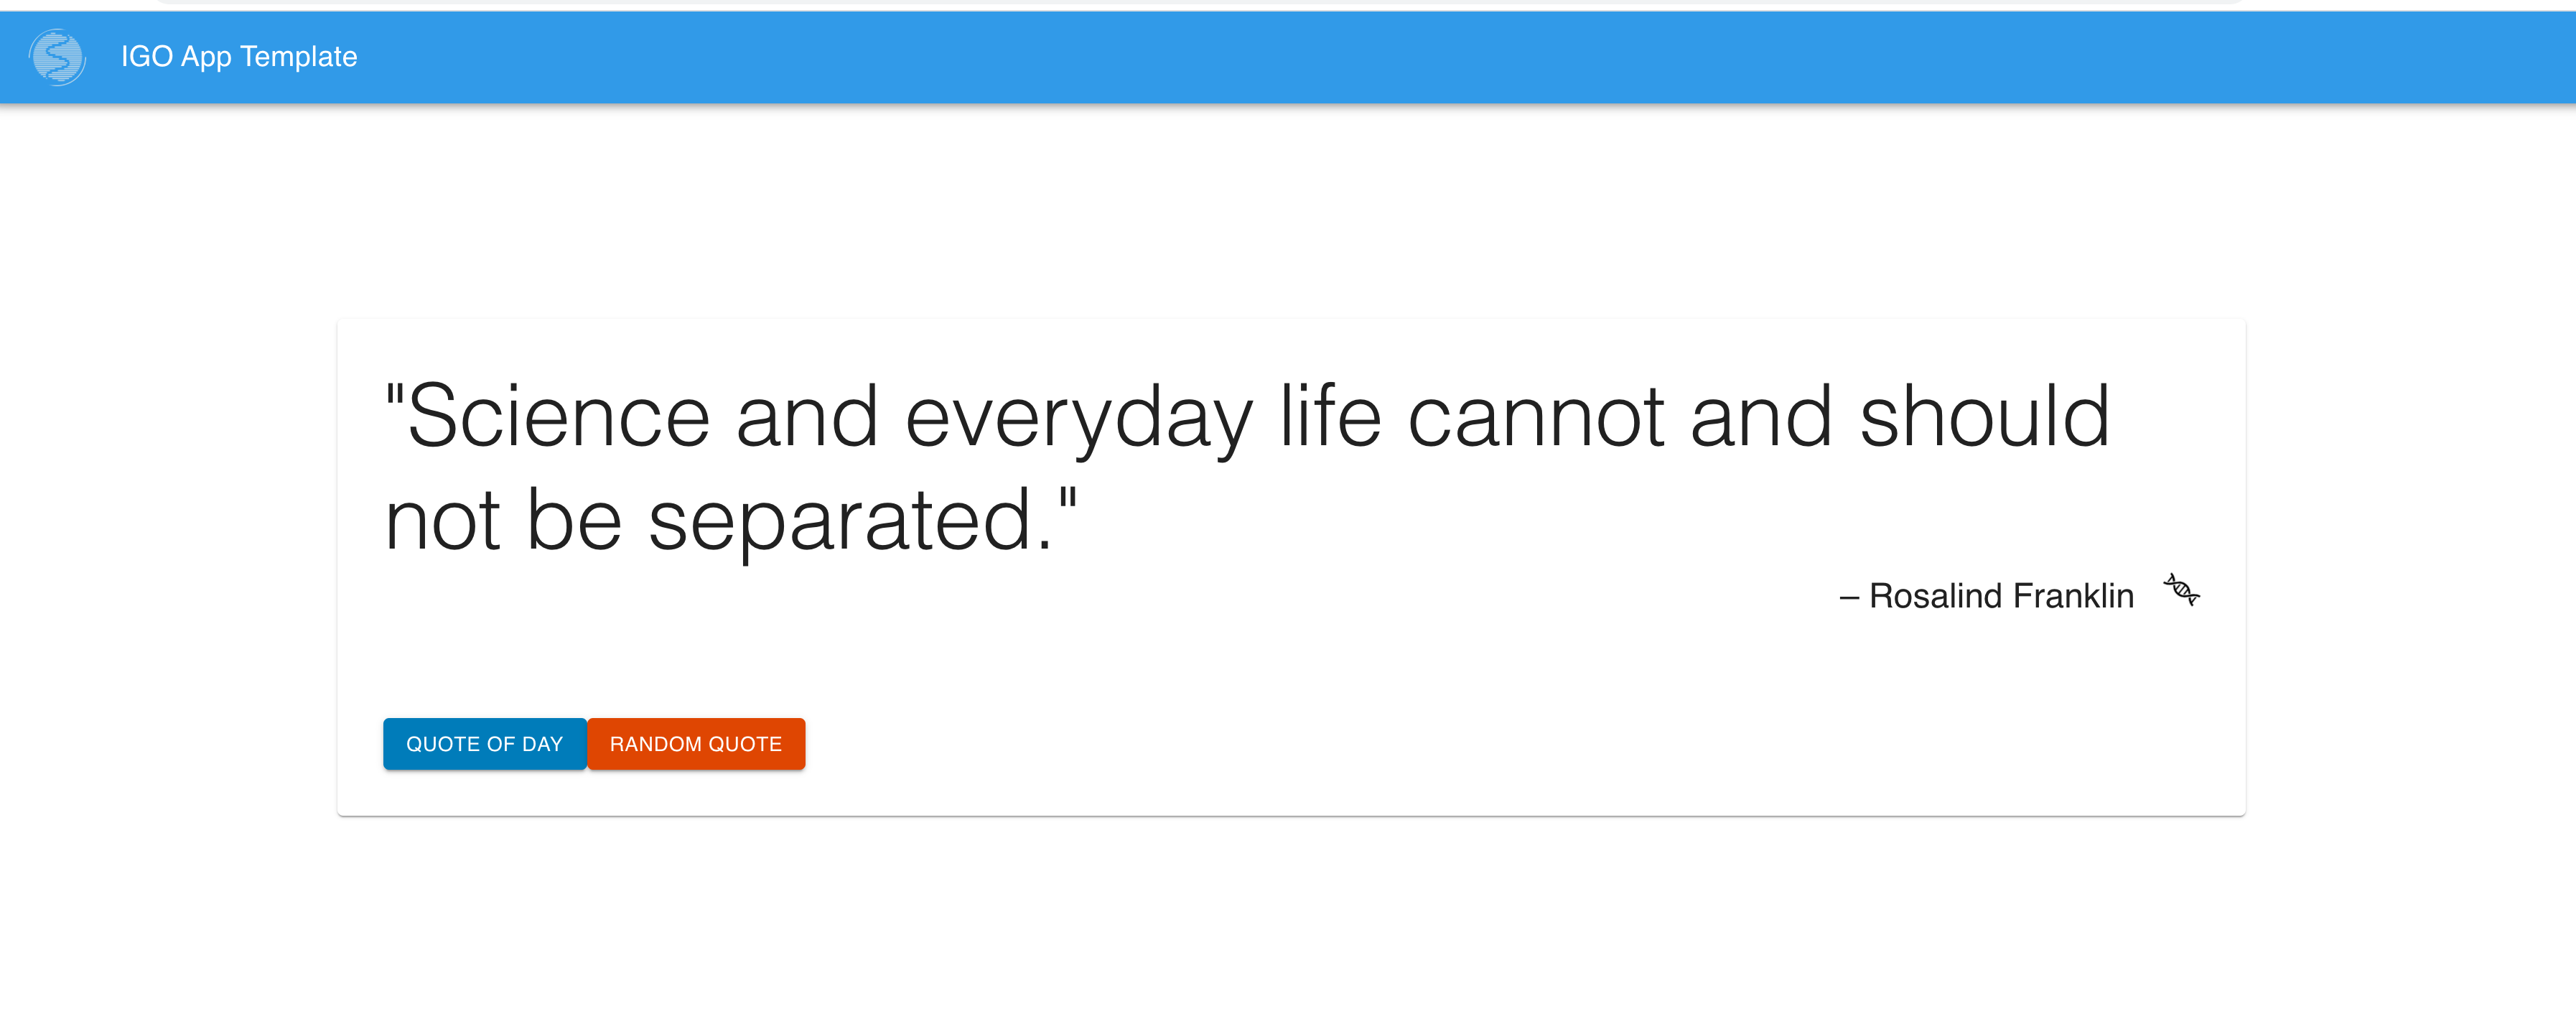 IGO App Template
"Science and everyday life cannot and should
not be separated."
– Rosalind Franklin
QUOTE OF DAY
RANDOM QUOTE